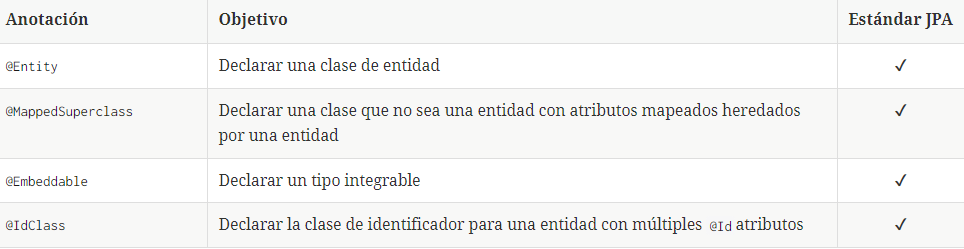 Anotación Objetivo Estándar JPA
@Entity Declarar una clase de entidad ✓
@MappedSuperclass Declarar una clase que no sea una entidad con atributos mapeados heredados ✓
por una entidad
@Embeddable Declarar un tipo integrable ✓
@IdClass Declarar la clase de identificador para una entidad con múltiples @Id atributos ✓